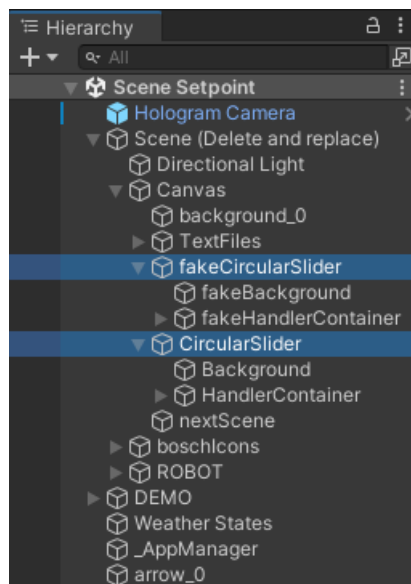 Hierarchy
All
Scene Setpoint
Hologram Camera
Scene (Delete and replace)
Directional Light
Canvas
background_0
TextFiles
fakeCircularSlider
fakeBackground
fakeHandlerContainer
CircularSlider
Background
HandlerContainer
nextScene
boschIcons
ROBOT
DEMO
Weather States
_AppManager
arrow_0